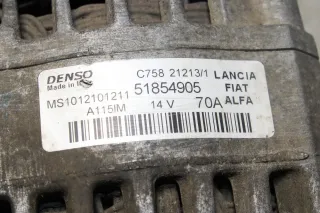 DENSO C758 21213/1 LANCIA
Made in 51854905 FIAT
MS1012101211 ALFA
A115IM 14 V 70A